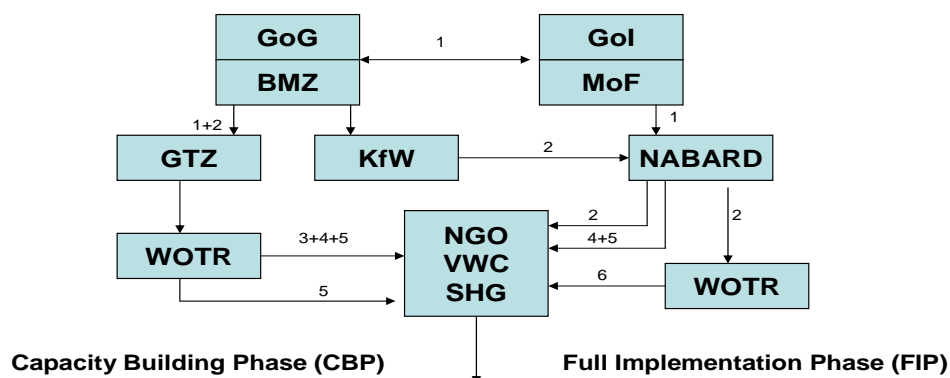 GoG
BMZ
1
GoI
MoF
1+2
1
GTZ
KfW
2
NABARD
2
2
4+5
NGO
VWC
SHG
WOTR
3+4+5
5
6
WOTR
Capacity Building Phase (CBP)
Full Implementation Phase (FIP)